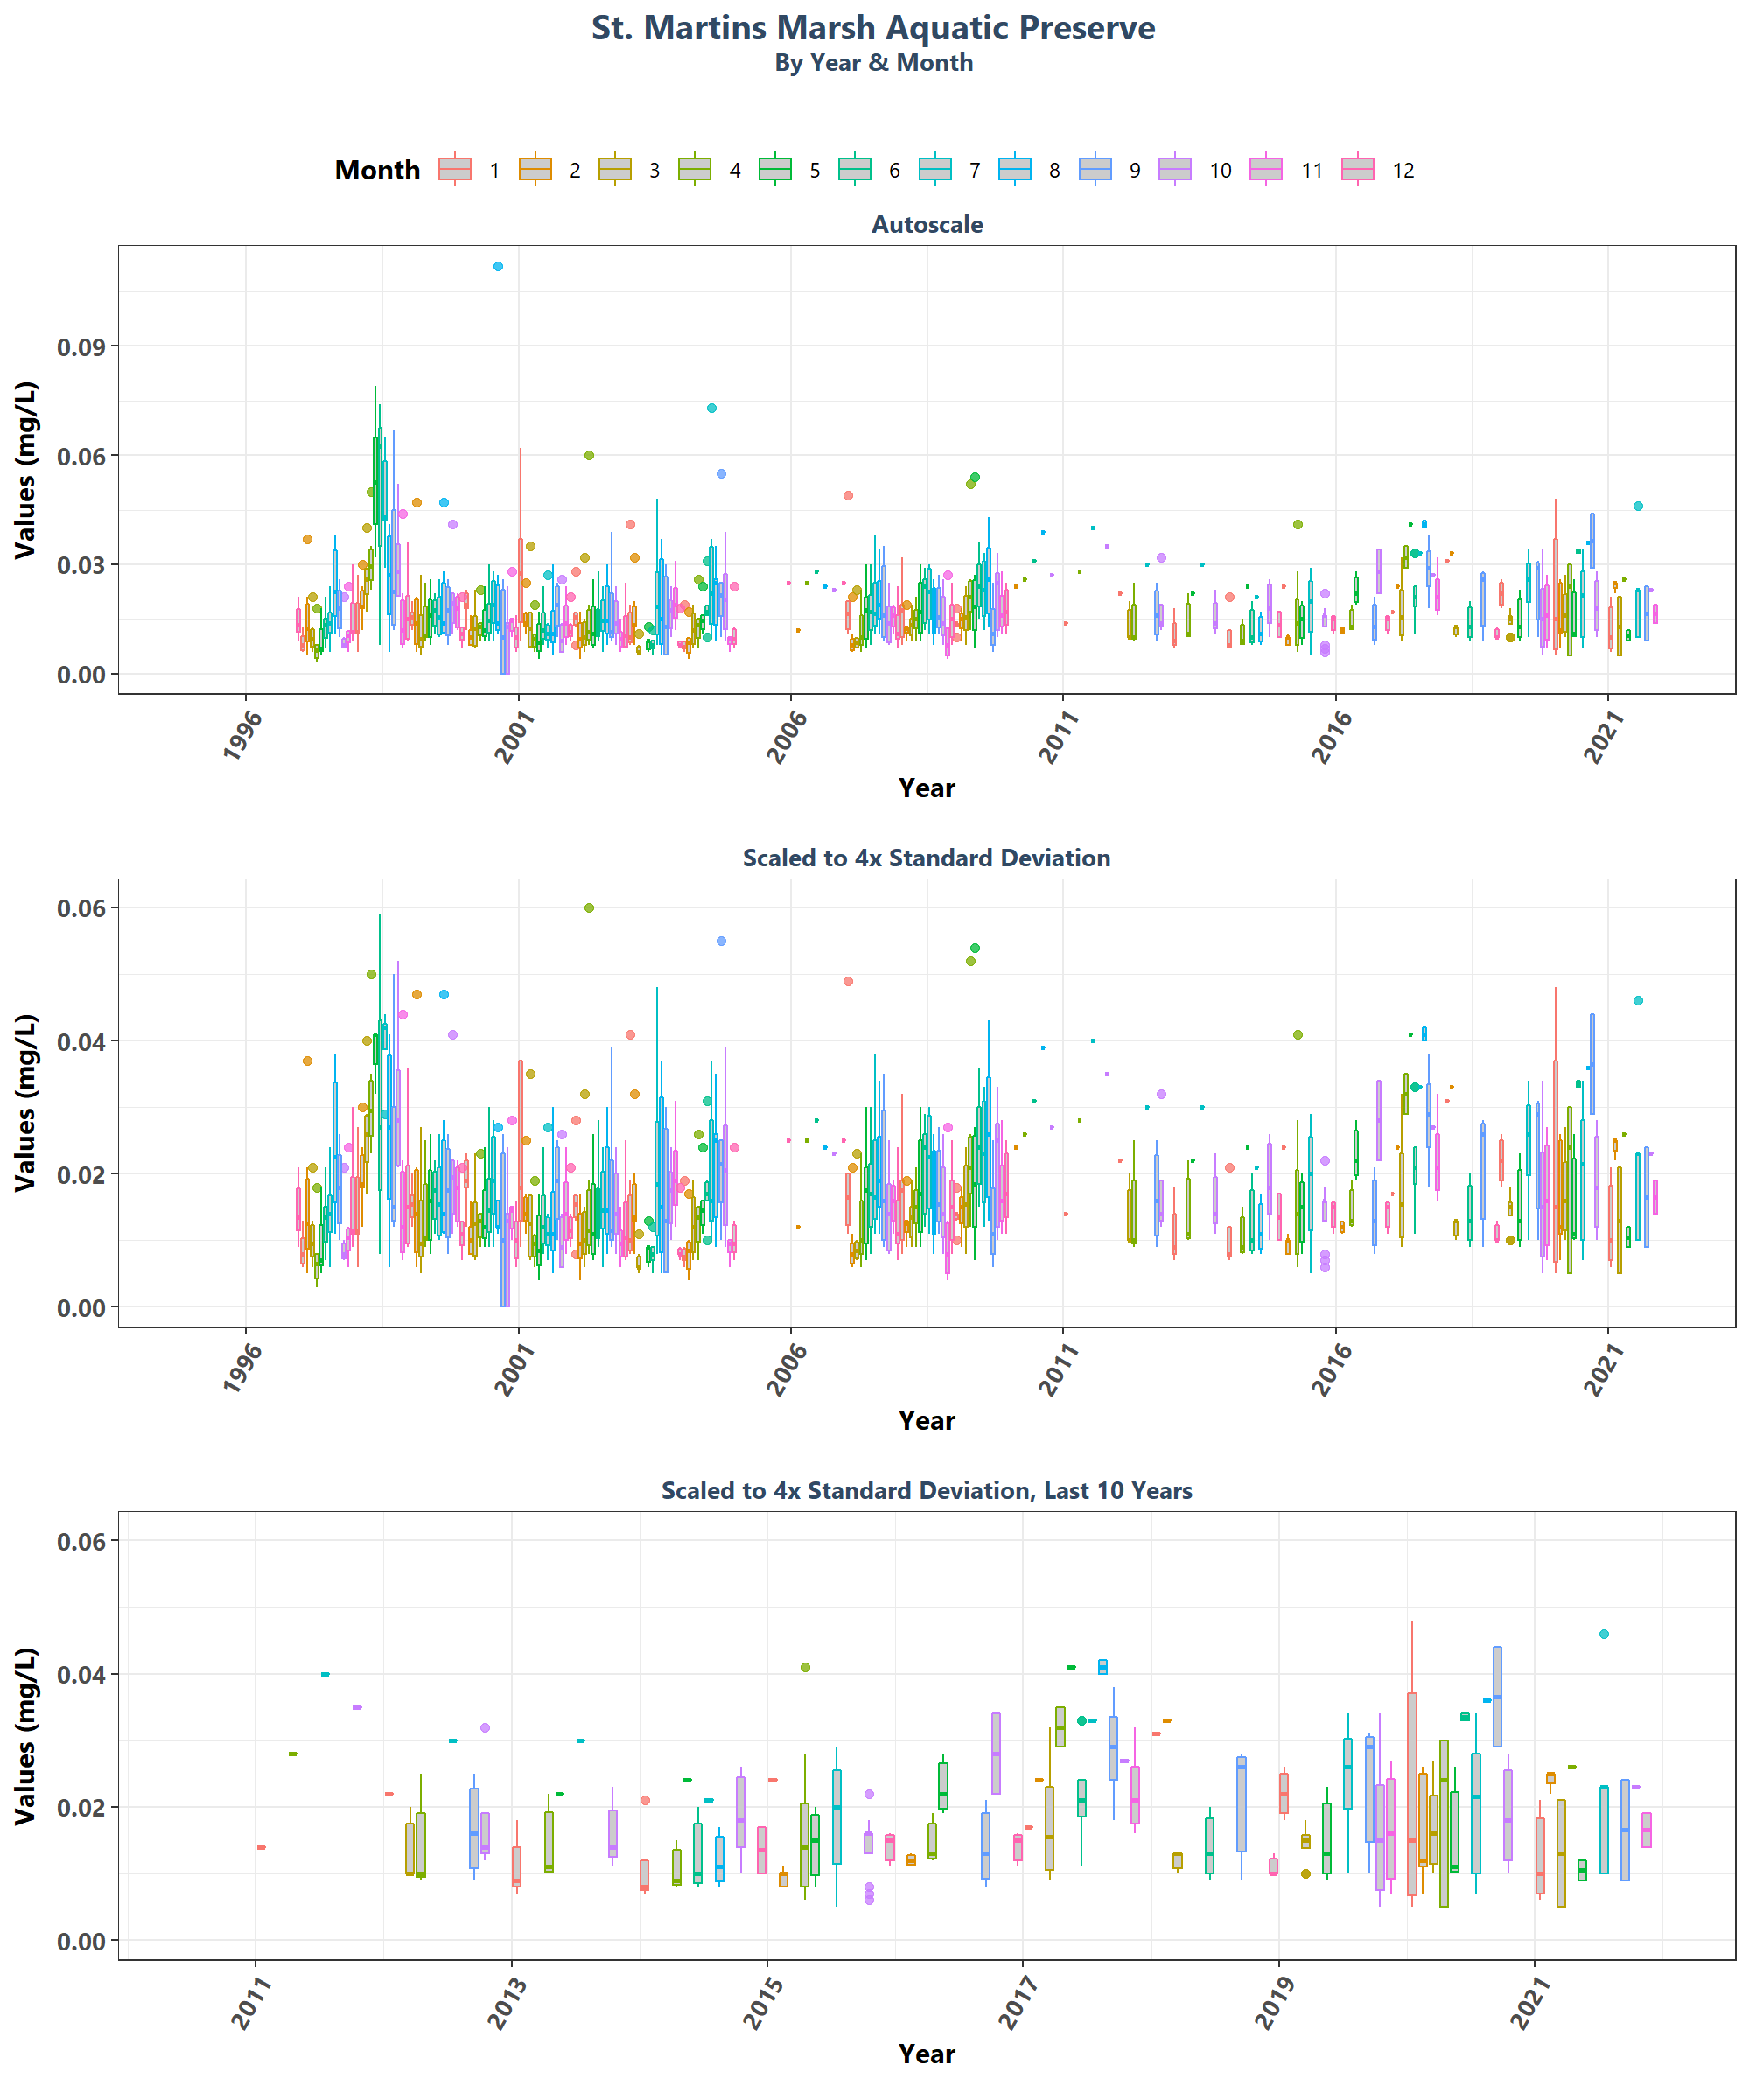 St. Martins Marsh Aquatic Preserve
By Year & Month
Month 1 2 3 4 5 6 7 8 9 10 11 12
Autoscale
Values (mg/L)
0.09
0.06
0.03
0.00
1996 2001 2006 2011 2016 2021
Year
Scaled to 4x Standard Deviation
Values (mg/L)
0.06
0.04
0.02
0.00
1996 2001 2006 2011 2016 2021
Year
Scaled to 4x Standard Deviation, Last 10 Years
Values (mg/L)
0.06
0.04
0.02
0.00
2011 2013 2015 2017 2019 2021
Year